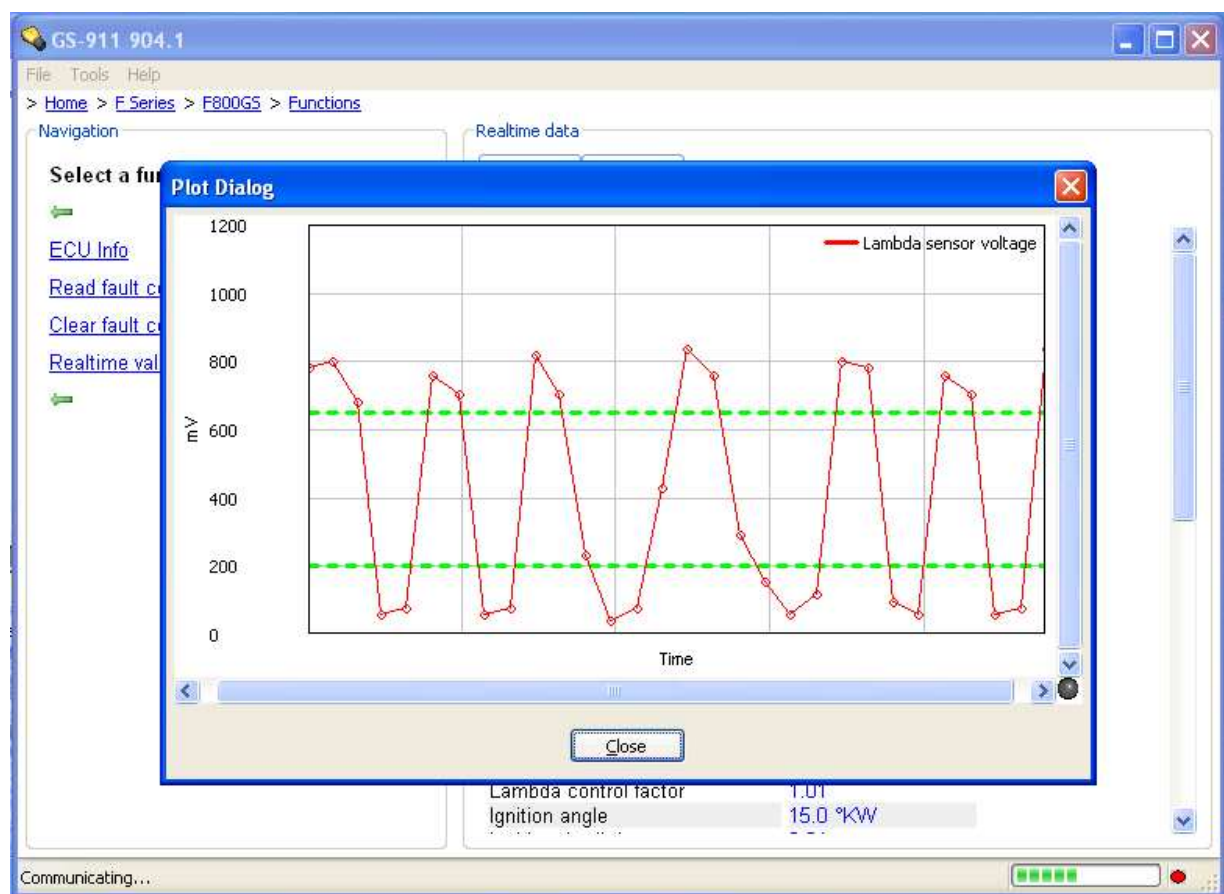 GS-911 904.1
File Tools Help
> Home > F Series > F800GS > Functions
Navigation
Realtime data
Select a
ECU Info
Read fault
Clear fault
Realtime
Plot Dialog
1200
1000
800
600
400
200
0
mV
Lambda sensor voltage
Time
Close
Lambda control factor 1.01
Ignition angle 15.0 °KW
Communicating...